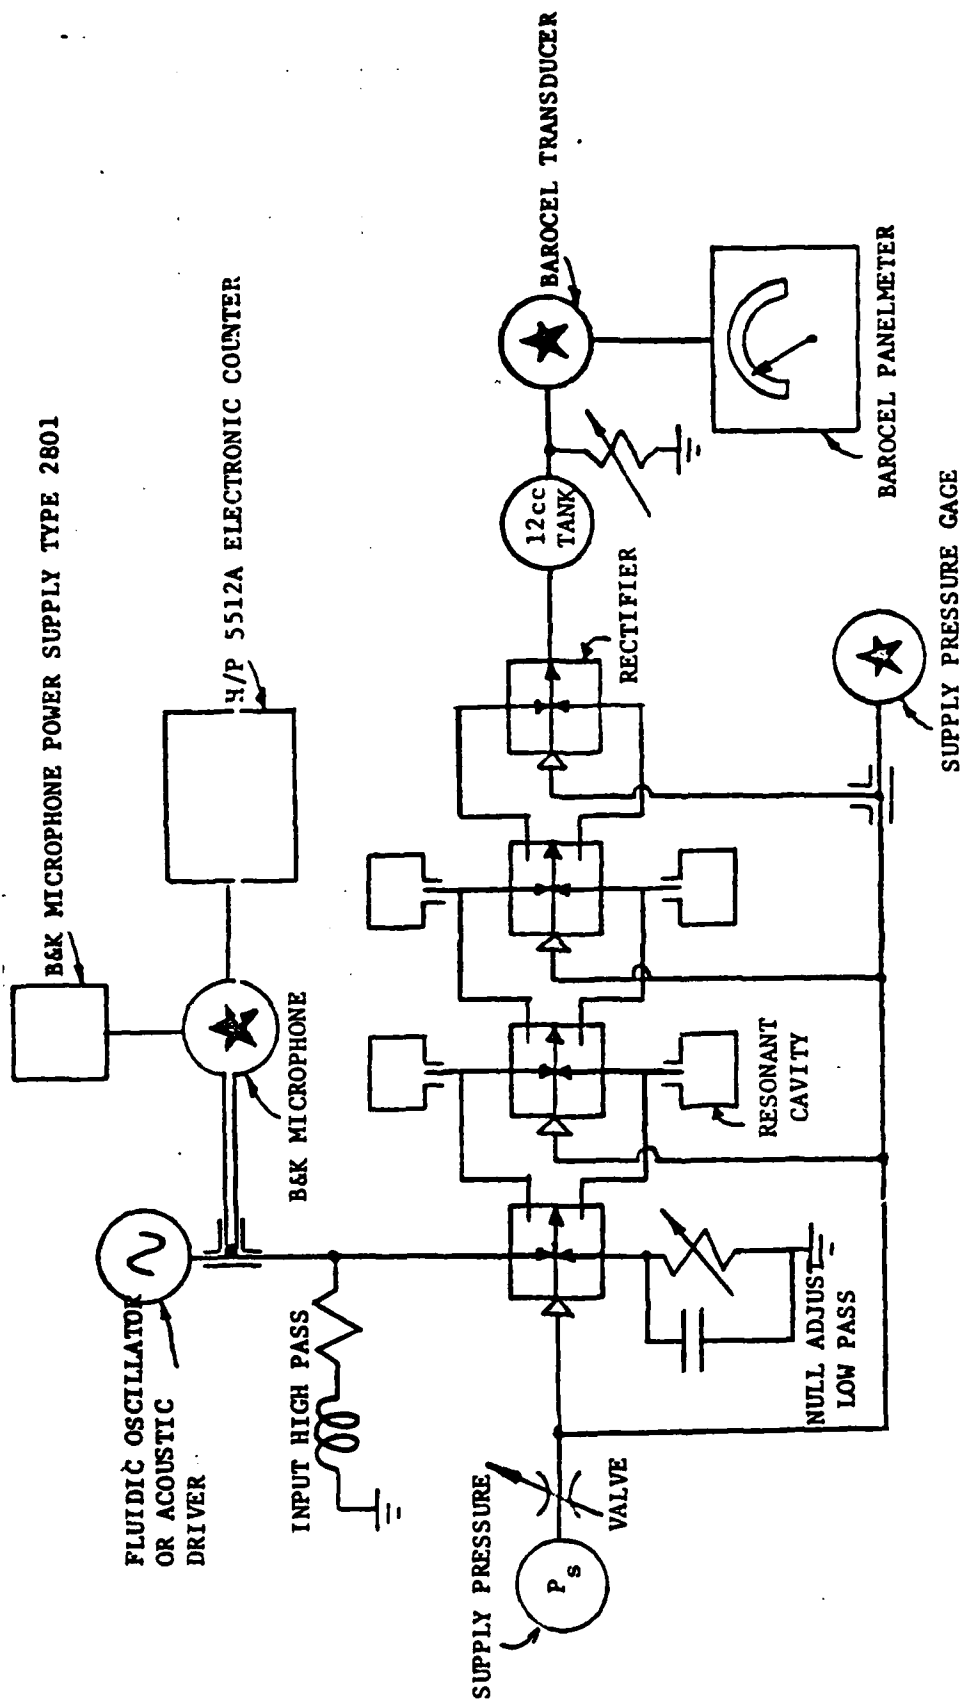 B&K MICROPHONE POWER SUPPLY TYPE 2801
H/P 5512A ELECTRONIC COUNTER
B&K MICROPHONE
FLUIDIC OSCILLATOR
OR ACOUSTIC
DRIVER
INPUT HIGH PASS
BAROCEL TRANSDUCER
12cc
TANK
RECTIFIER
BAROCEL PANELMETER
SUPPLY PRESSURE
Ps
VALVE
NULL ADJUST
LOW PASS
RESONANT
CAVITY
SUPPLY PRESSURE GAGE